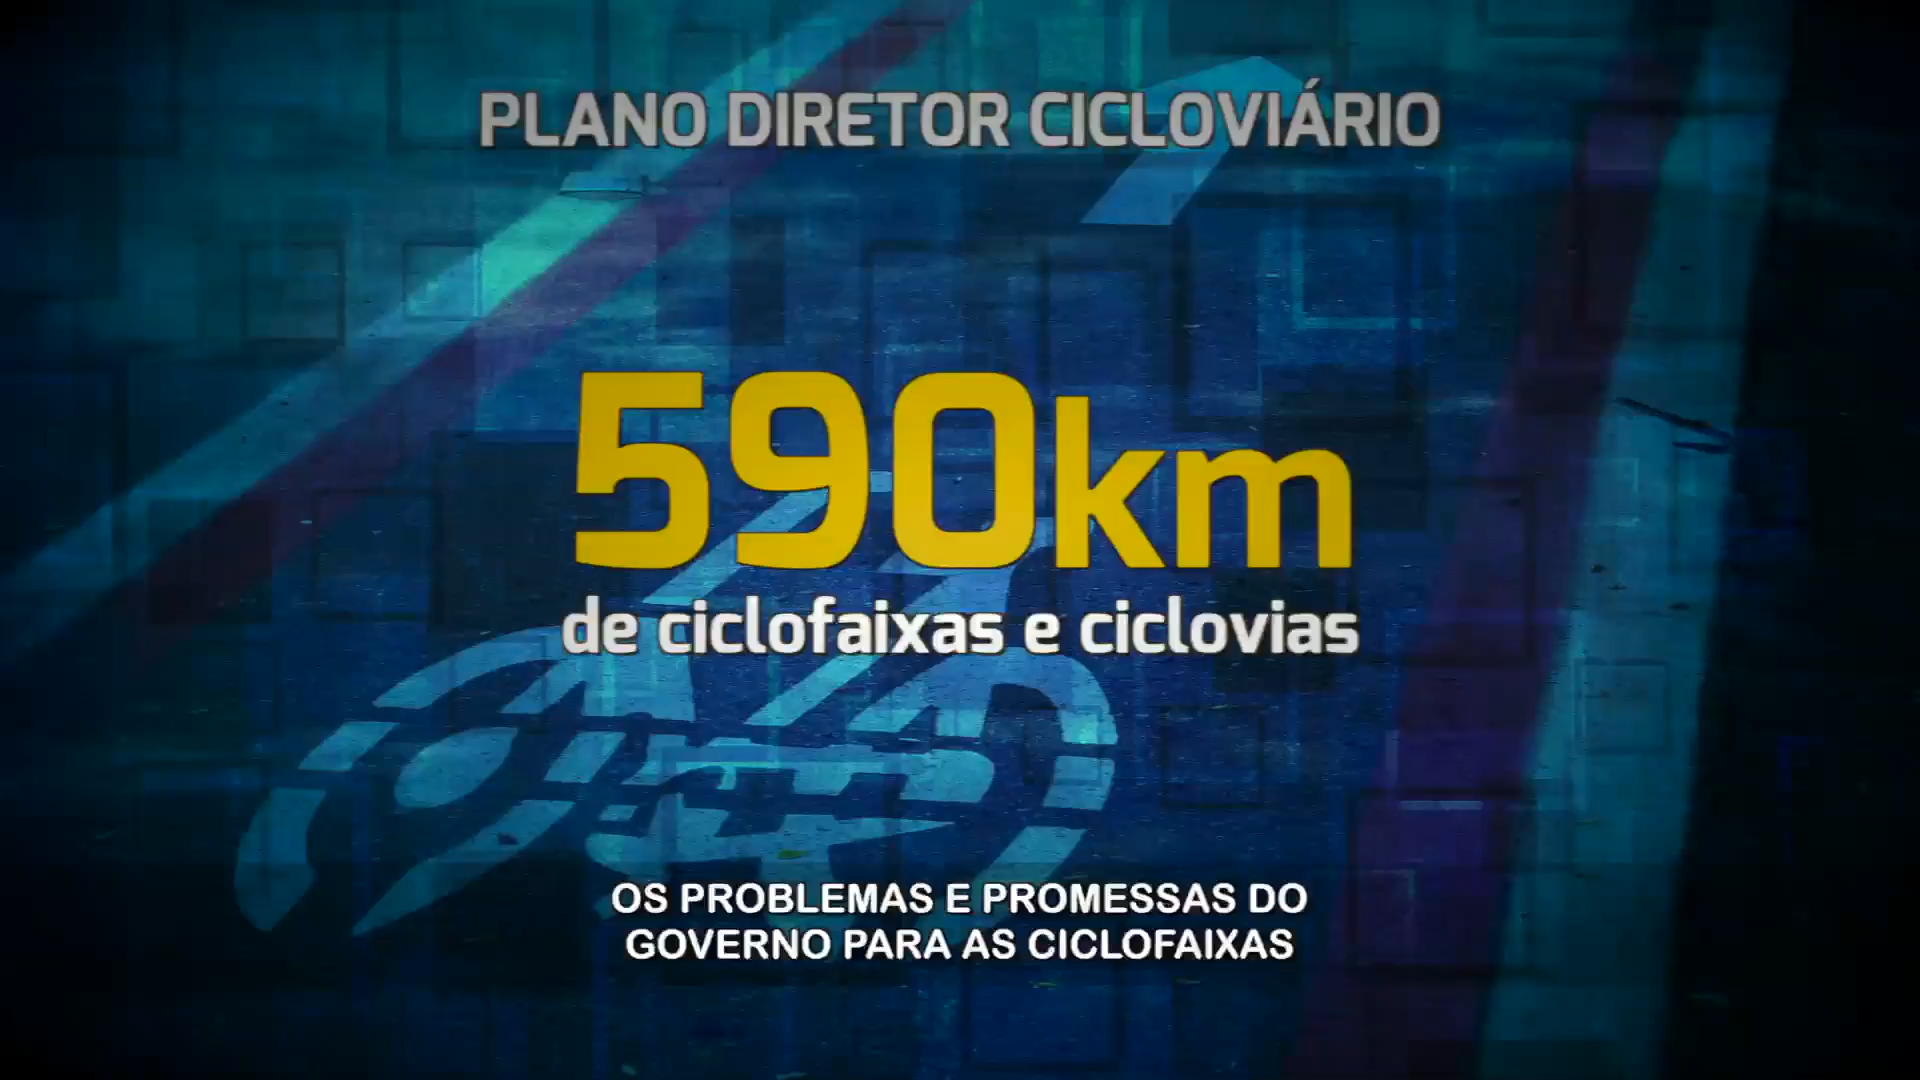 PLANO DIRETOR CICLOVIÁRIO
590km
de ciclofaixas e ciclovias
OS PROBLEMAS E PROMESSAS DO
GOVERNO PARA AS CICLOFAIXAS